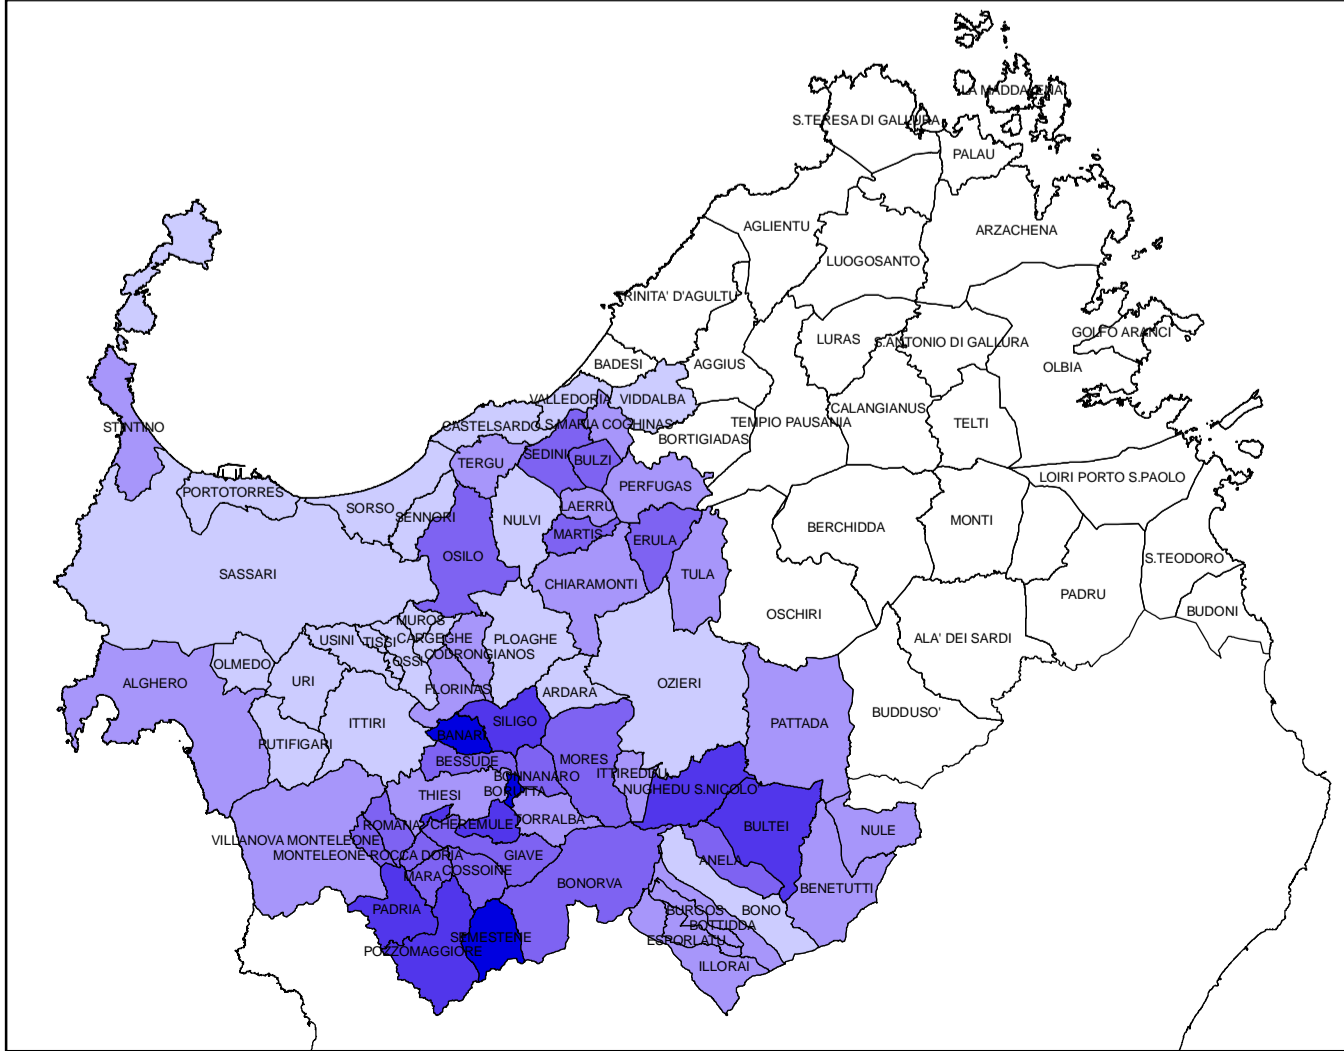 LA MADDALENA
S.TERESA DI GALLURA
PALAU
AGLIENTU
ARZACHENA
LUOGOSANTO
TRINITA' D'AGULTU
GOLFO ARANCI
LURAS
S.ANTONIO DI GALLURA
BADESI
AGGIUS
OLBIA
VALLEDORIA
VIDDALBA
CALANGIANUS
STINTINO
CASTELSARDO
S.MARIA COGHINAS
TEMPIO PAUSANIA
TELTI
BORTIGIADAS
SEDINI
BULZI
TERGU
LOIRI PORTO S.PAOLO
PERFUGAS
PORTOTORRES
SORSO
LAERRU
SENNORI
NULVI
BERCHIDDA
MONTI
MARTIS
ERULA
OSILO
S.TEODORO
SASSARI
TULA
CHIARAMONTI
PADRU
BUDONI
OSCHIRI
MUROS
USINI
TISSI
CARGEGHE
PLOAGHE
ALA' DEI SARDI
CODRONGIANOS
OSSI
OLMEDO
ALGHERO
URI
OZIERI
FLORINAS
ARDARA
BUDDUSO'
ITTIRI
SILIGO
PATTADA
BANARI
PUTIFIGARI
BESSUDE
MORES
BONNANARO
ITTIREDDU
NUGHEDU S.NICOLO'
THIESI
BORUTTA
ROMANA
CHEREMULE
TORRALBA
BULTEI
NULE
VILLANOVA MONTELEONE
MONTELEONE ROCCA DORIA
GIAVE
ANELA
COSSOINE
MARA
BONORVA
BENETUTTI
PADRIA
BURGOS
BONO
BOTTIDDA
SEMESTENE
ESPORLATU
POZZOMAGGIORE
ILLORAI